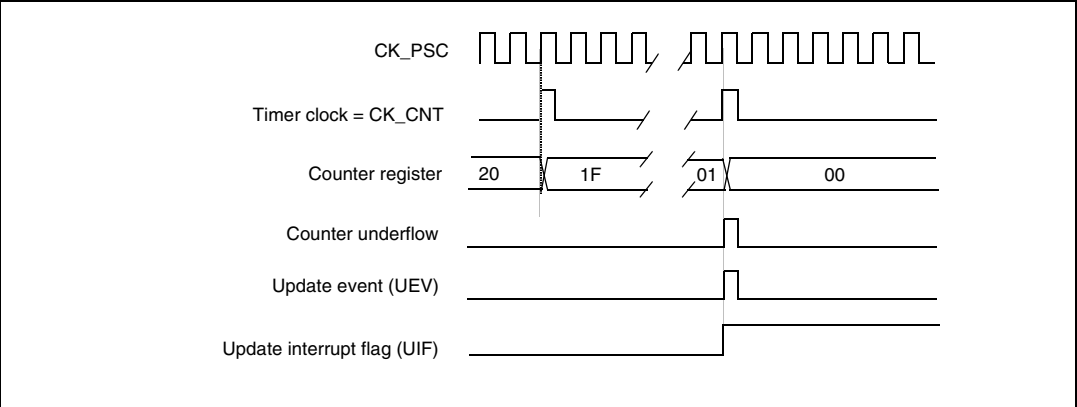 CK_PSC
Timer clock = CK_CNT
Counter register 20 1F 01 00
Counter underflow
Update event (UEV)
Update interrupt flag (UIF)